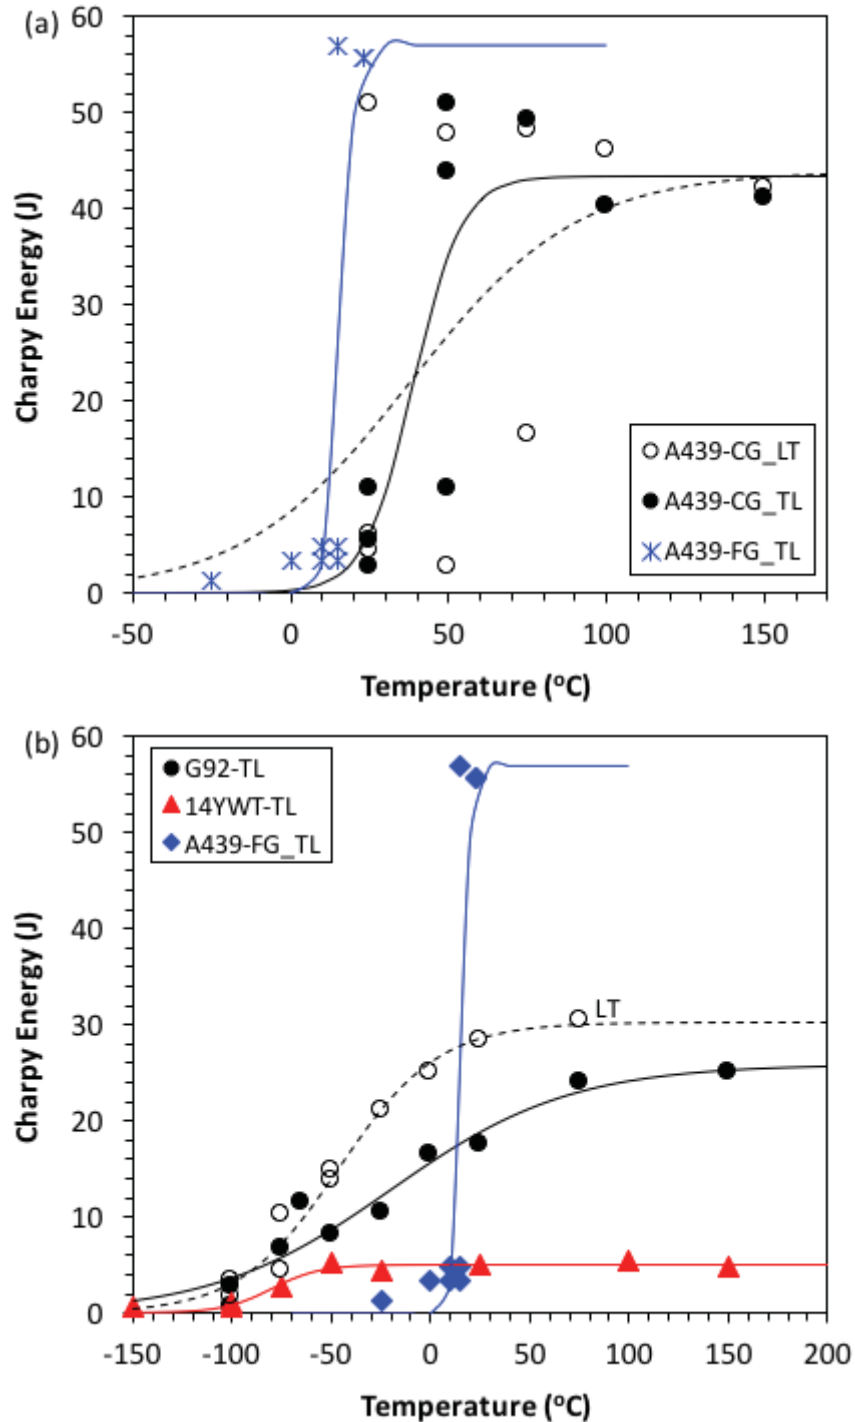 (a)
60
50
40
30
20
10
0
Charpy Energy (J)
A439-CG_LT
A439-CG_TL
A439-FG_TL
-50 0 50 100 150
Temperature (°C)
(b)
60
50
40
30
20
10
0
Charpy Energy (J)
G92-TL
14YWT-TL
A439-FG_TL
LT
-150 -100 -50 0 50 100 150 200
Temperature (°C)